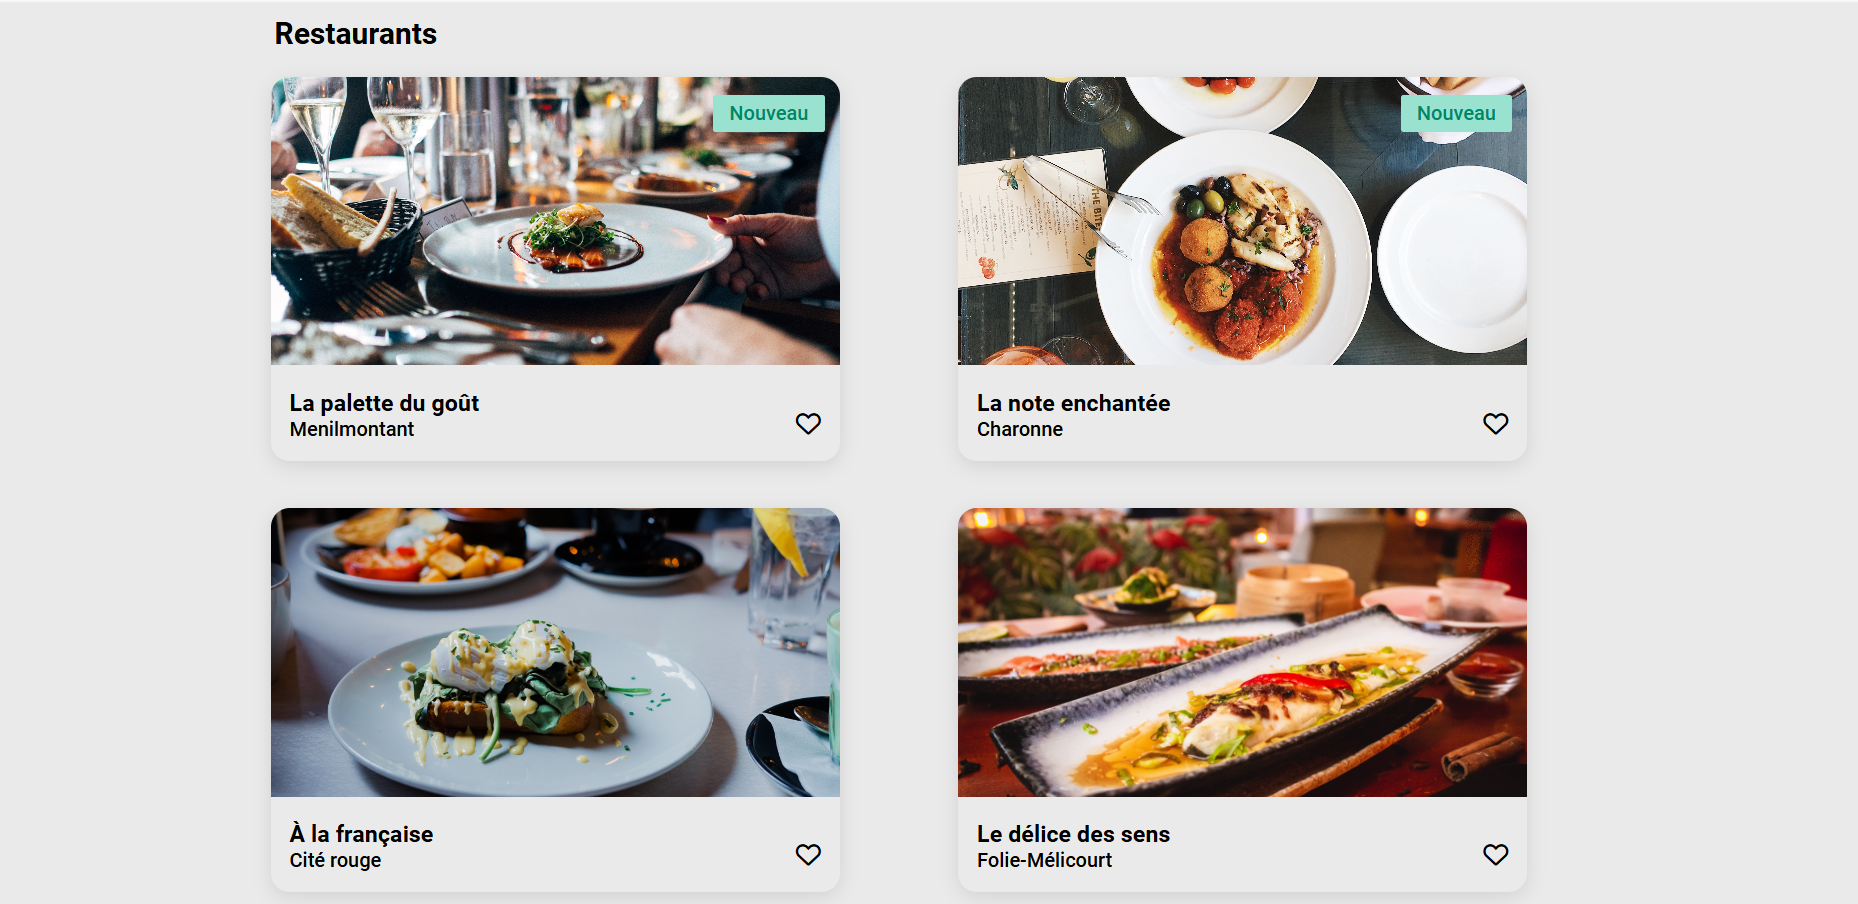 Restaurants
Nouveau
Nouveau
La palette du goût
Menilmontant
La note enchantée
Charonne
À la française
Cité rouge
Le délice des sens
Folie-Mélicourt